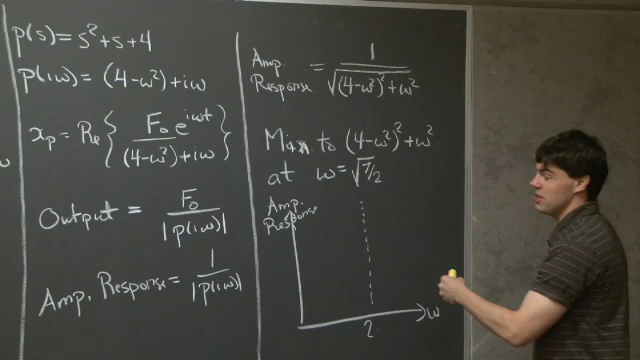 p(s) = s² + s + 4
p(iω) = (4-ω²) + iω
xₚ = Re { F₀e^{iωt} / ((4-ω²) + iω) }
Output = F₀ / |p(iω)|
Amp. Response = 1 / |p(iω)|
Amp. Response = 1 / √((4-ω²)² + ω²)
Min to (4-ω²)² + ω²
at ω = √7/2
Amp.
Response
ω
2